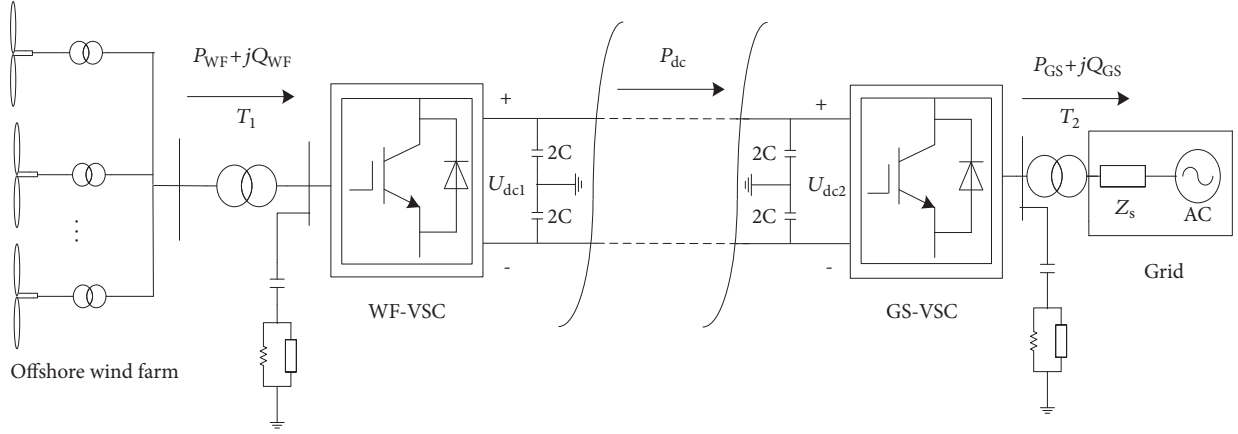 P_WF+jQ_WF
T_1
+
2C
U_dc1
2C
-
WF-VSC
⋮
Offshore wind farm
P_dc
+
2C
U_dc2
2C
-
GS-VSC
P_GS+jQ_GS
T_2
Z_s
AC
Grid